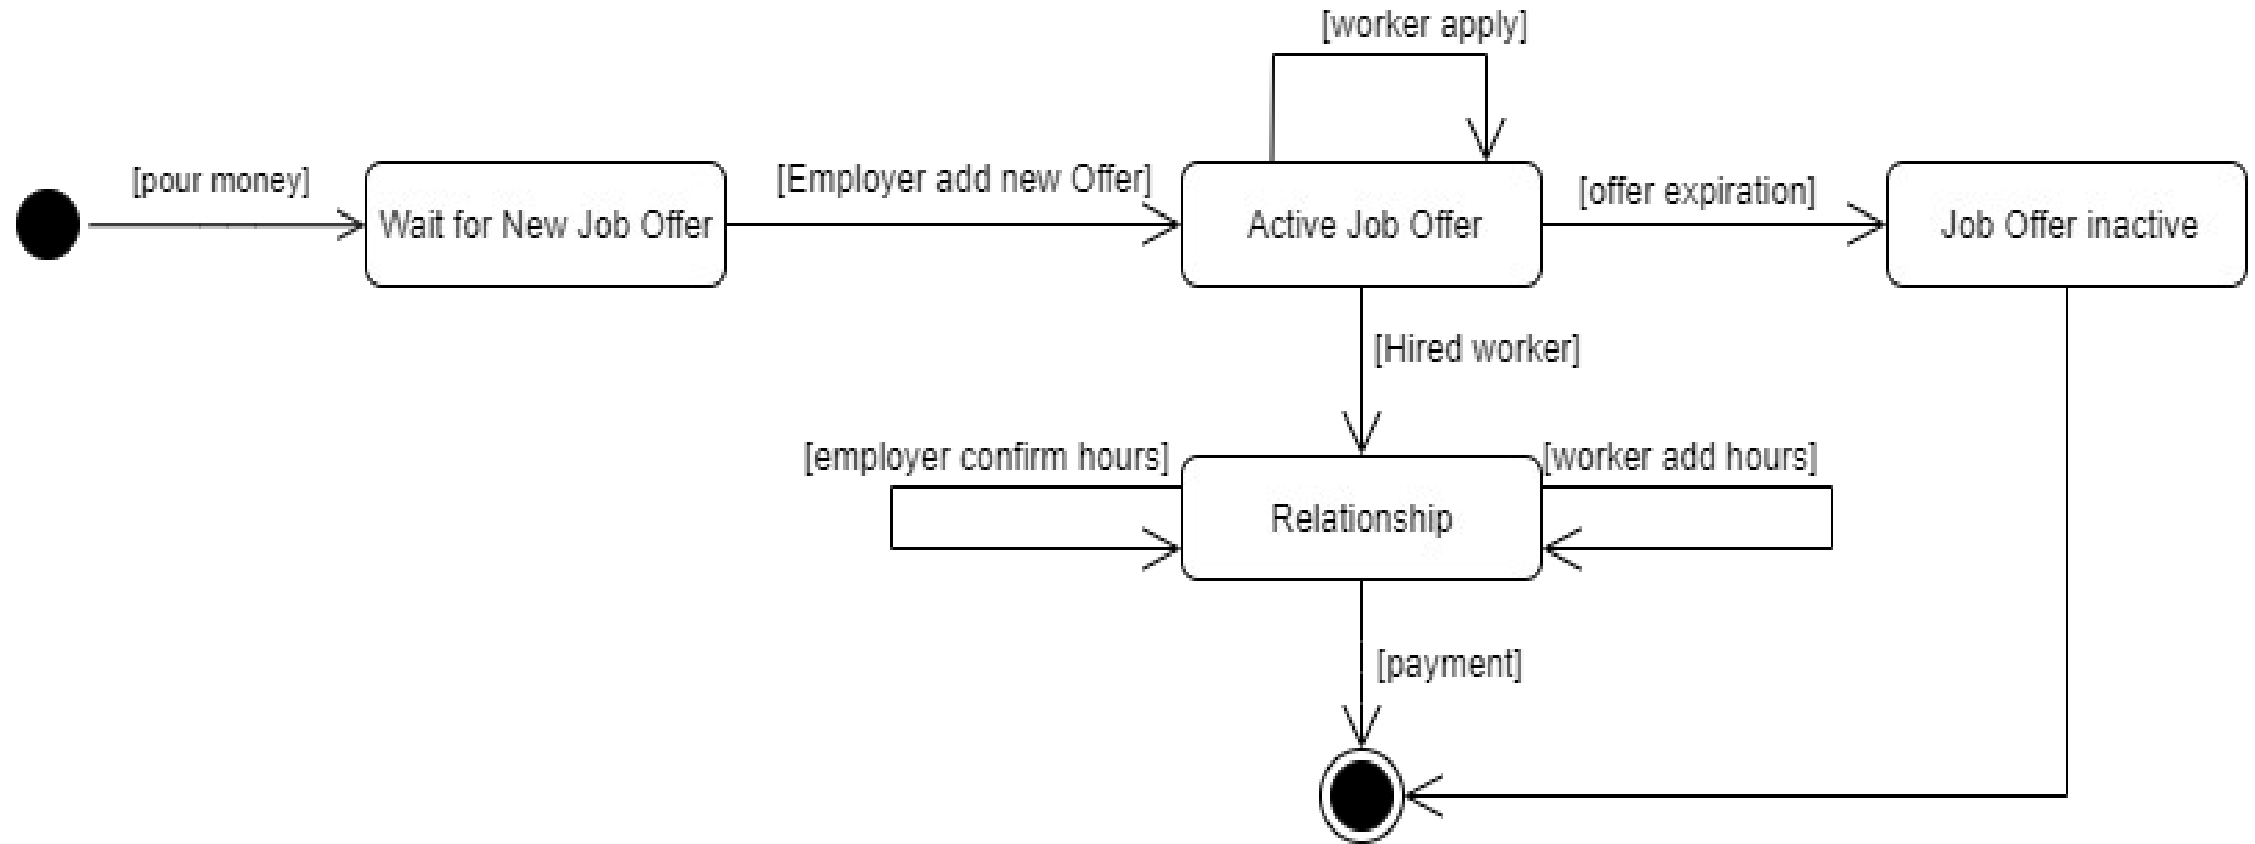 [worker apply]
[pour money]
[Employer add new Offer]
[offer expiration]
Wait for New Job Offer
Active Job Offer
Job Offer inactive
[Hired worker]
[employer confirm hours]
[worker add hours]
Relationship
[payment]